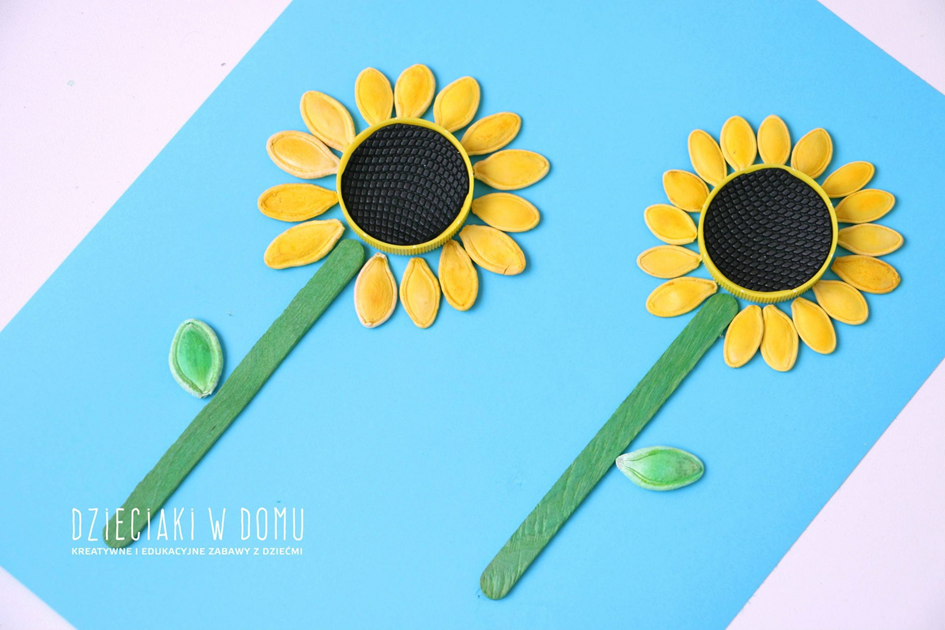 DZIECIAKI W DOMU
KREATYWNE I EDUKACYJNE ZABAWY Z DZIEĆMI